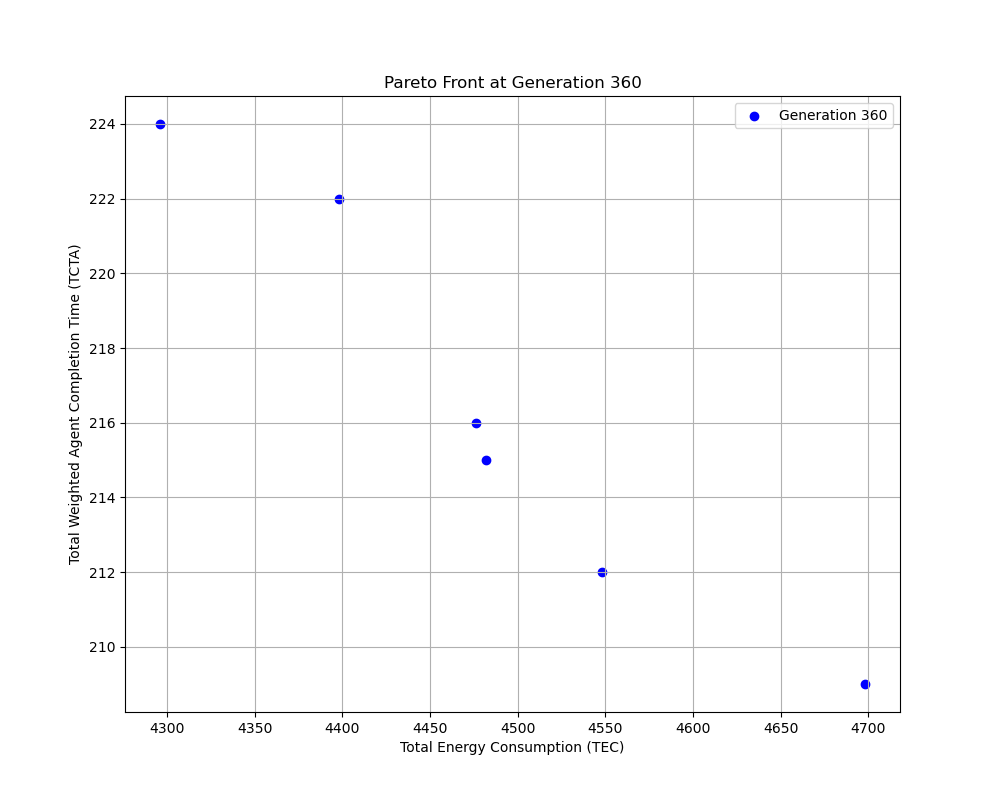 Pareto Front at Generation 360
Generation 360
Total Weighted Agent Completion Time (TCTA)
224
222
220
218
216
214
212
210
4300 4350 4400 4450 4500 4550 4600 4650 4700
Total Energy Consumption (TEC)